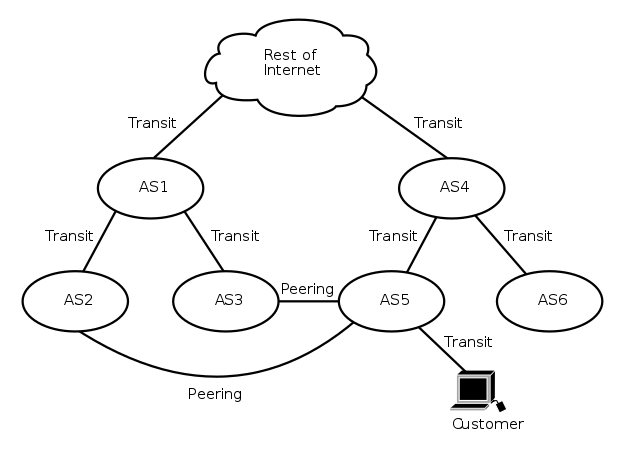 Rest of
Internet
Transit
Transit
AS1
AS4
Transit
Transit
Transit
Transit
Peering
AS2
AS3
AS5
AS6
Transit
Peering
Customer